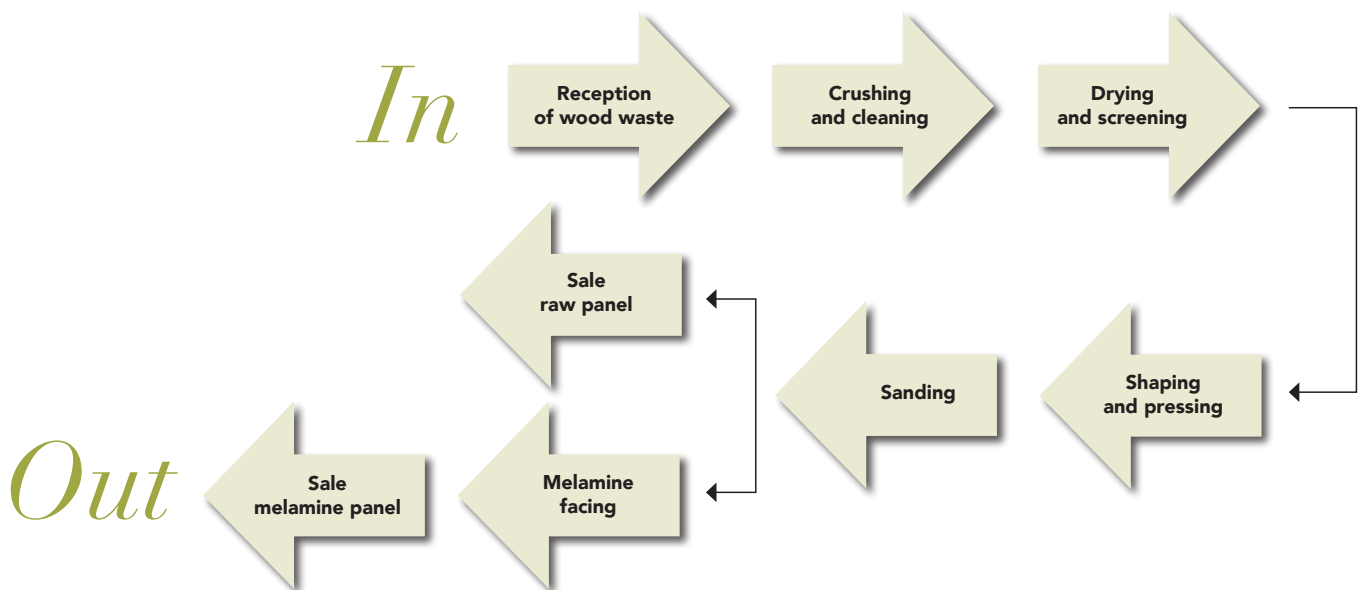 In
Reception
of wood waste
Crushing
and cleaning
Drying
and screening
Sale
raw panel
Sanding
Shaping
and pressing
Out
Sale
melamine panel
Melamine
facing